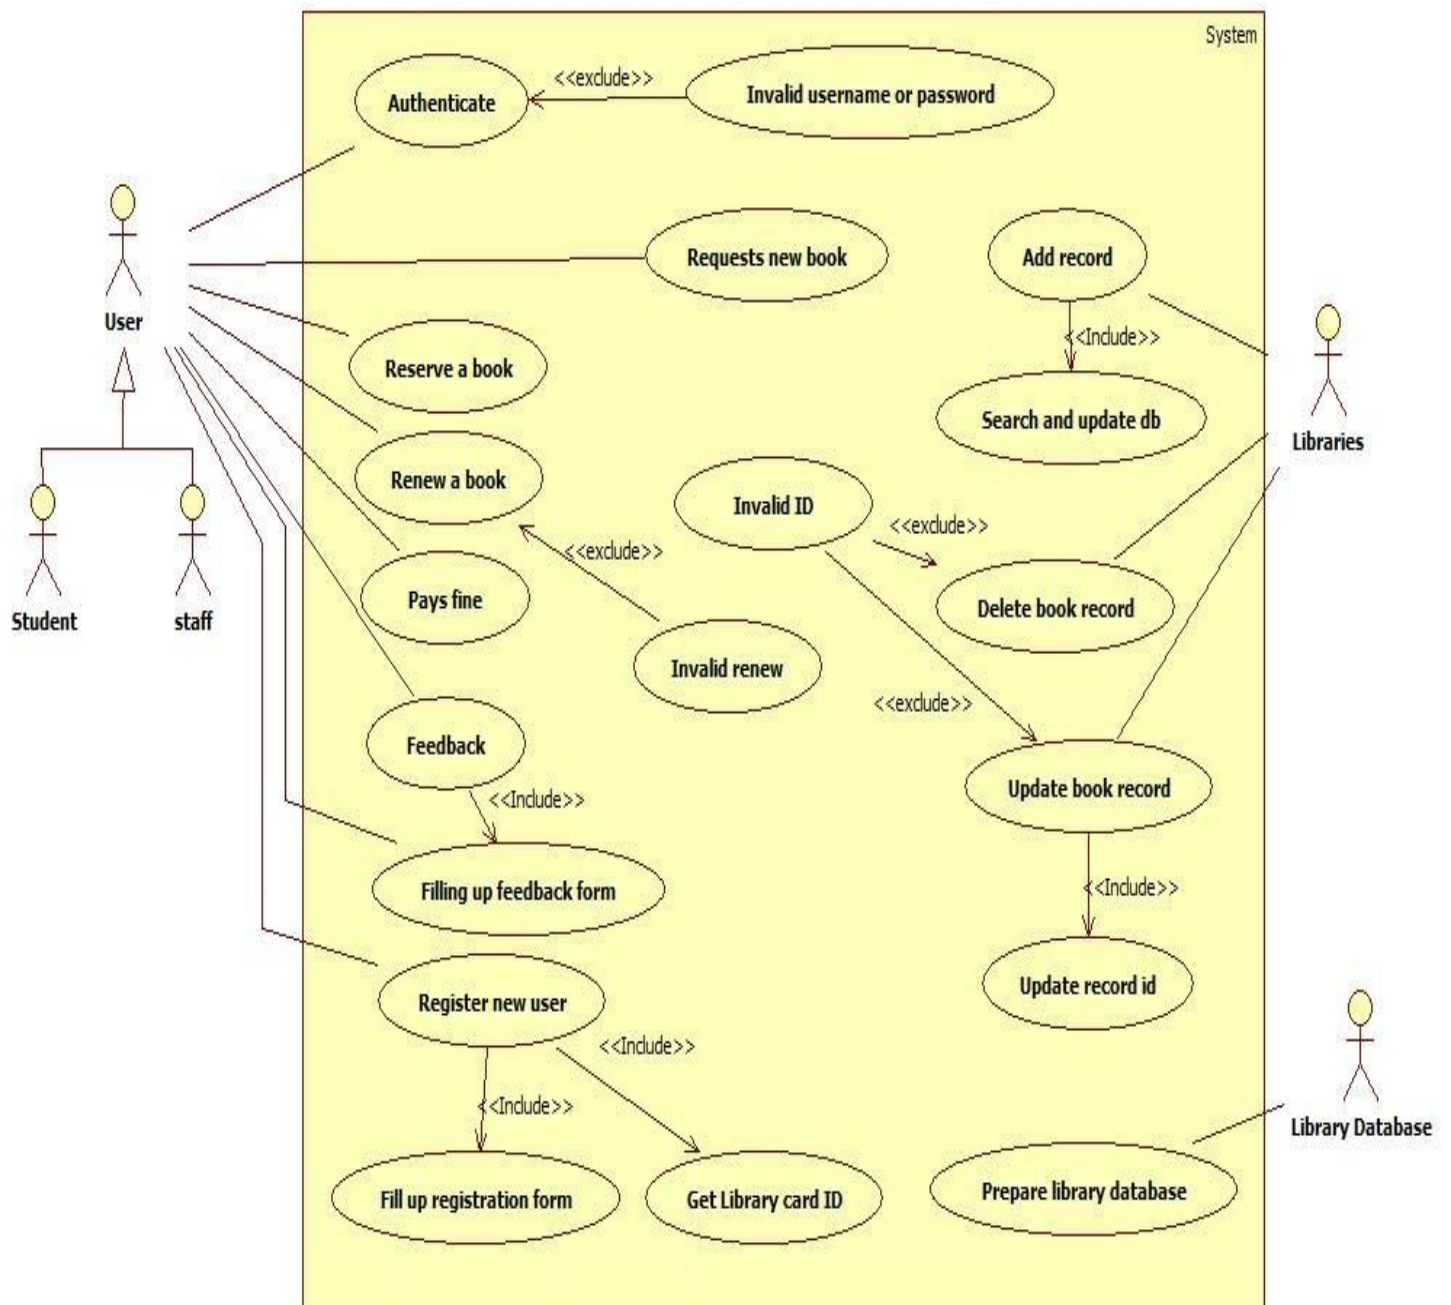 System
Authenticate
<<exclude>>
Invalid username or password
Requests new book
Add record
User
<<Include>>
Reserve a book
Search and update db
Libraries
Renew a book
Invalid ID
<<exclude>>
<<exclude>>
Pays fine
Delete book record
Student
staff
Invalid renew
<<exclude>>
Feedback
Update book record
<<Include>>
Filling up feedback form
<<Include>>
Update record id
Register new user
<<Include>>
<<Include>>
Library Database
Fill up registration form
Get Library card ID
Prepare library database